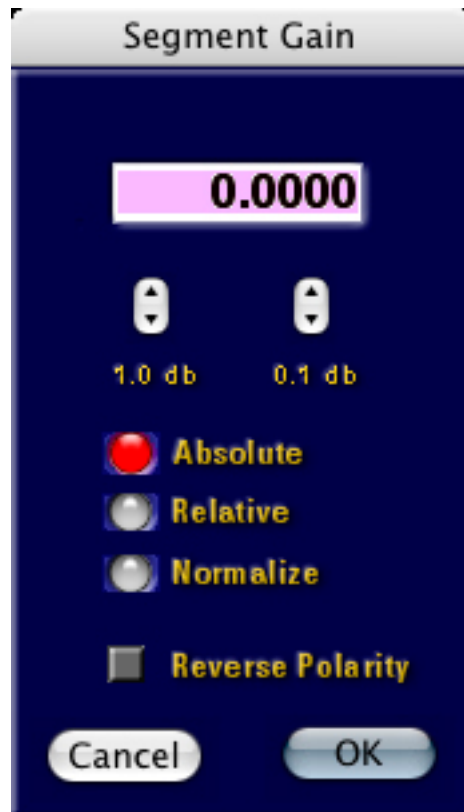 Segment Gain
0.0000
1.0 db 0.1 db
Absolute
Relative
Normalize
Reverse Polarity
Cancel OK